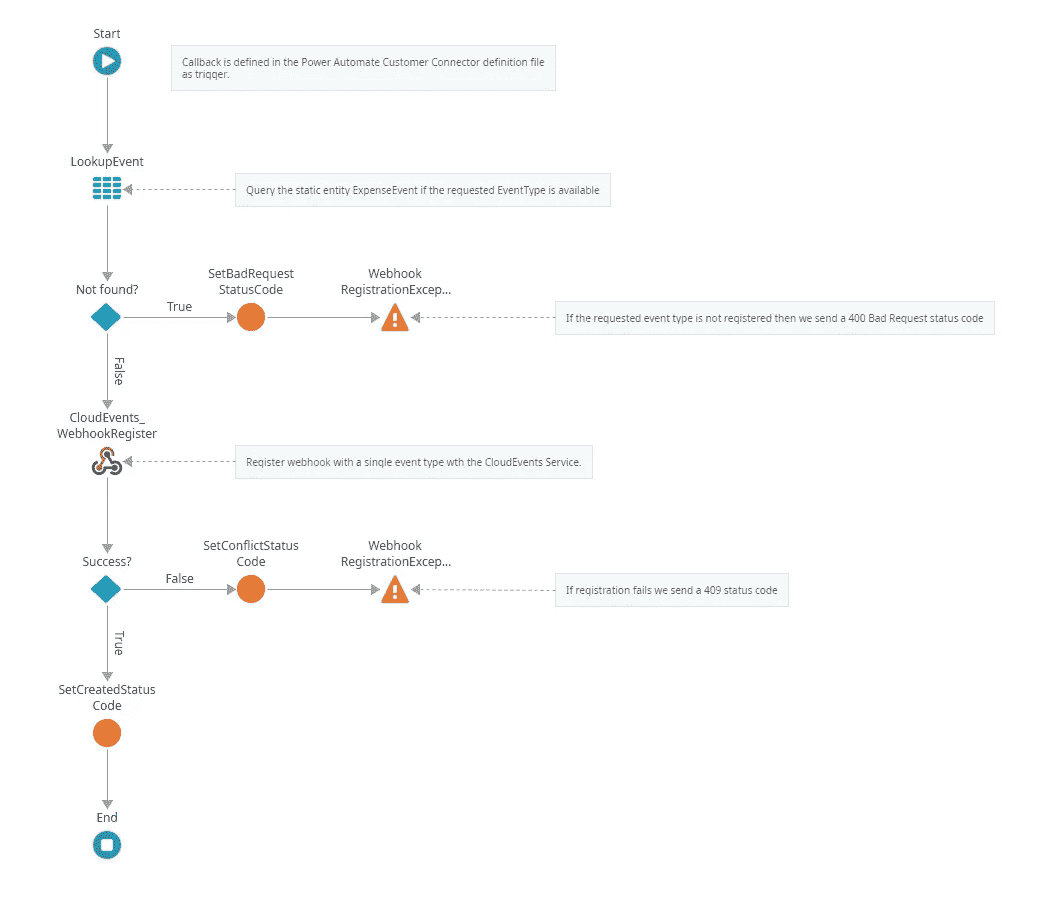 Start
Callback is defined in the Power Automate Customer Connector definition file
as trigger.
LookupEvent
Query the static entity ExpenseEvent if the requested EventType is available
Not found?
True
SetBadRequest
StatusCode
Webhook
RegistrationExcep...
If the requested event type is not registered then we send a 400 Bad Request status code
False
CloudEvents_
WebhookRegister
Register webhook with a single event type wth the CloudEvents Service.
Success?
False
SetConflictStatus
Code
Webhook
RegistrationExcep...
If registration fails we send a 409 status code
True
SetCreatedStatus
Code
End